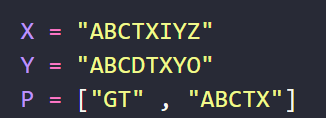 X = "ABCTXIYZ"
Y = "ABCDTXYO"
P = ["GT" , "ABCTX"]